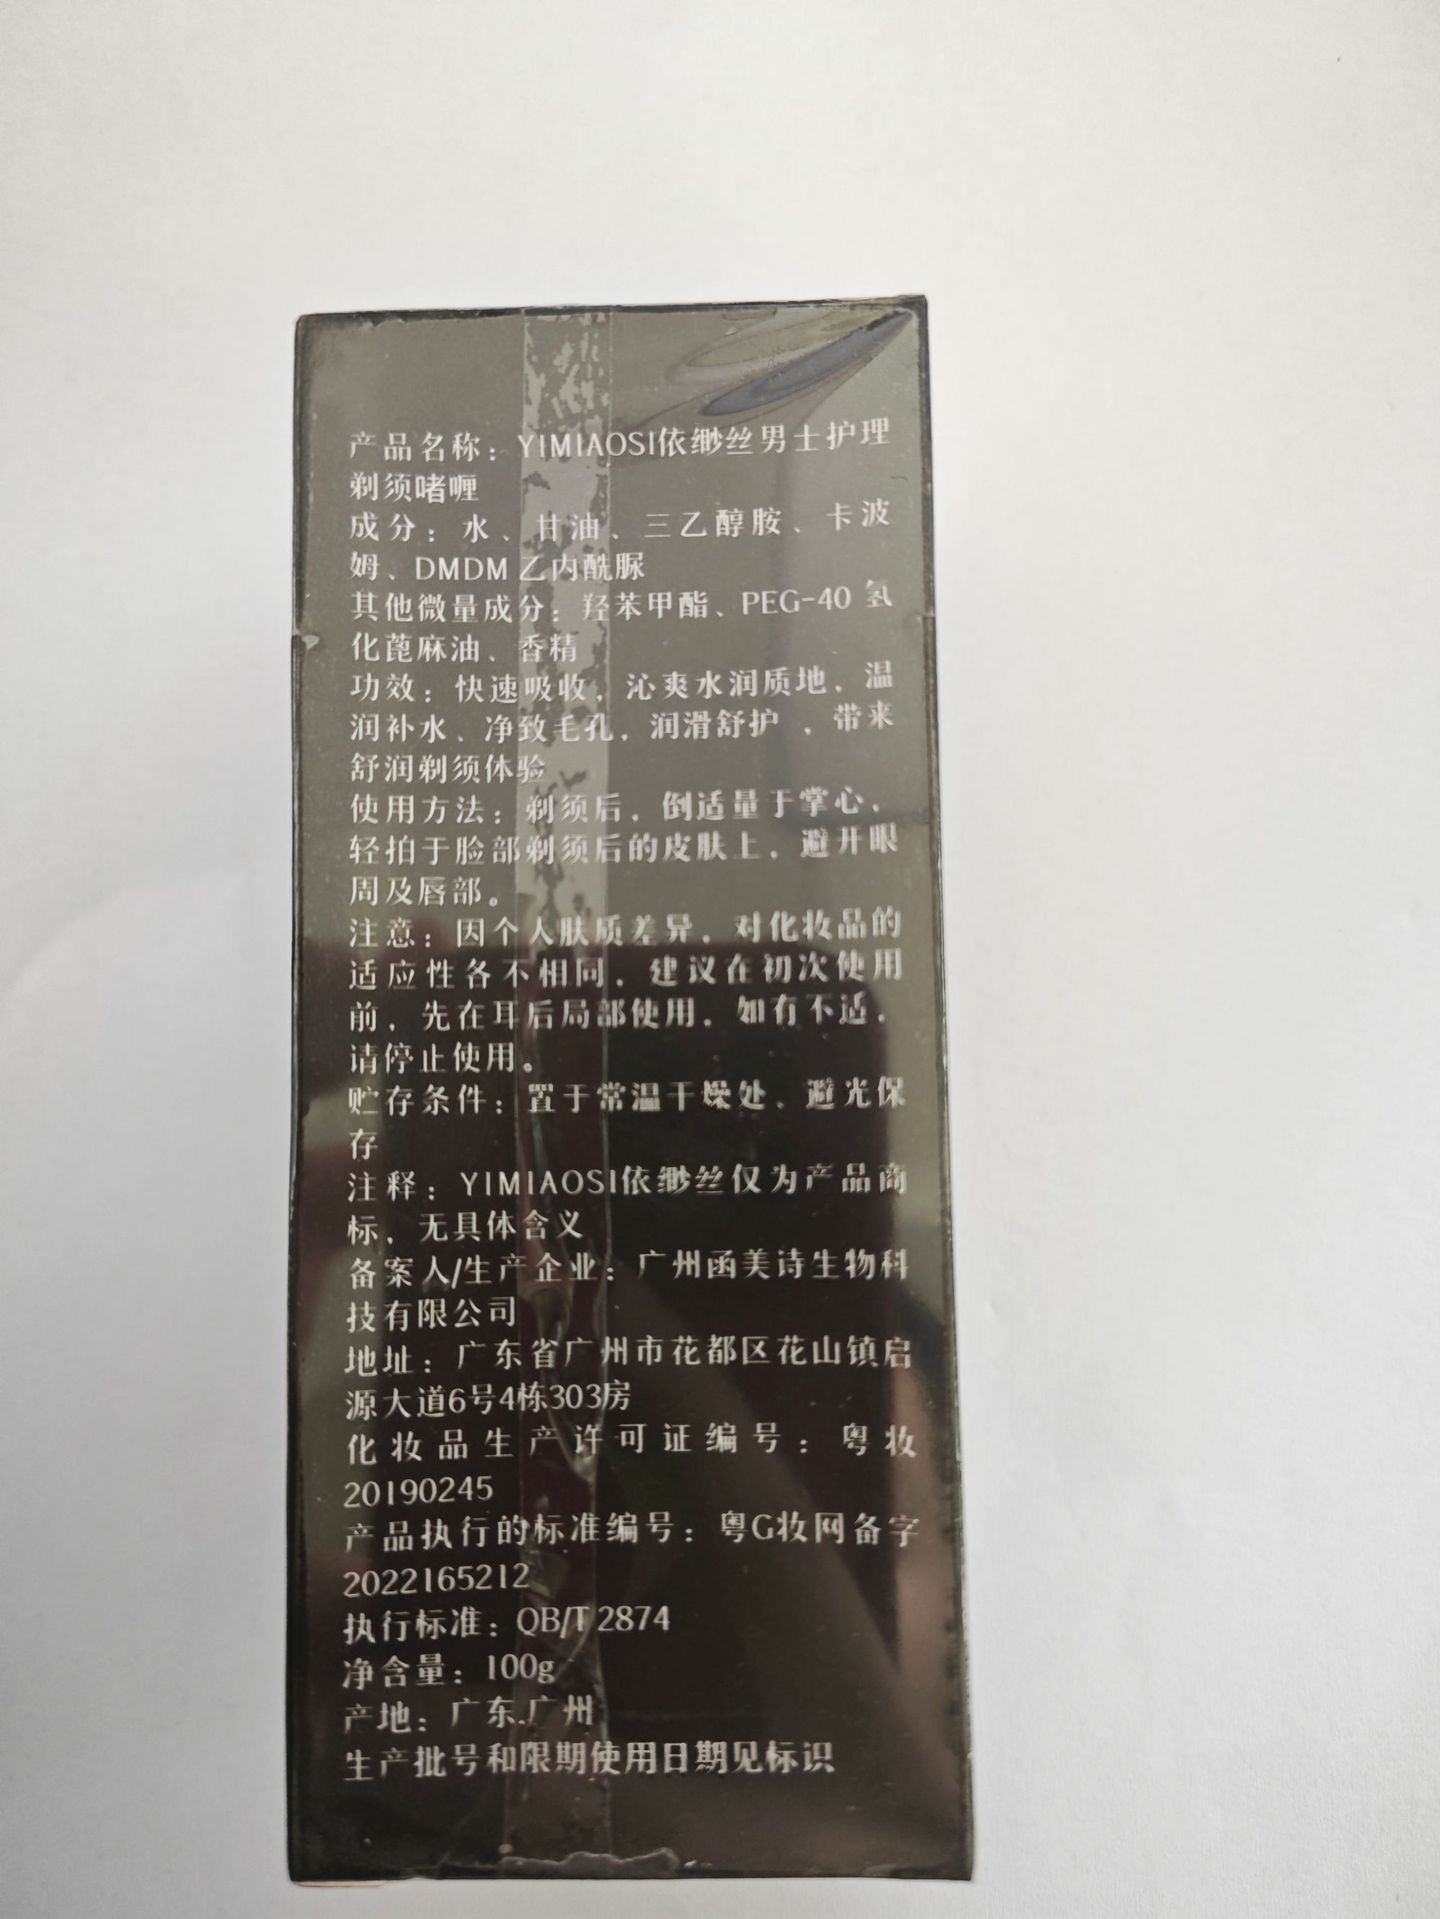 产品名称：YIMIAOSI依缈丝男士护理
剃须啫喱
成分：水、甘油、三乙醇胺、卡波
姆、DMDM 乙内酰脲
其他微量成分：羟苯甲酯、PEG-40 氢
化蓖麻油、香精
功效：快速吸收，沁爽水润质地，温
润补水、净致毛孔，润滑舒护，带来
舒润剃须体验
使用方法：剃须后，倒适量于掌心，
轻拍于脸部剃须后的皮肤上，避开眼
周及唇部。
注意：因个人肤质差异，对化妆品的
适应性各不相同，建议在初次使用
前，先在耳后局部使用，如有不适，
请停止使用。
贮存条件：置于常温干燥处、避光保
存
注释：YIMIAOSI依缈丝仅为产品商
标，无具体含义
备案人/生产企业：广州函美诗生物科
技有限公司
地址：广东省广州市花都区花山镇启
源大道6号4栋303房
化妆品生产许可证编号：粤妆
20190245
产品执行的标准编号：粤G妆网备字
2022165212
执行标准：QB/T 2874
净含量：100g
产地：广东.广州
生产批号和限期使用日期见标识